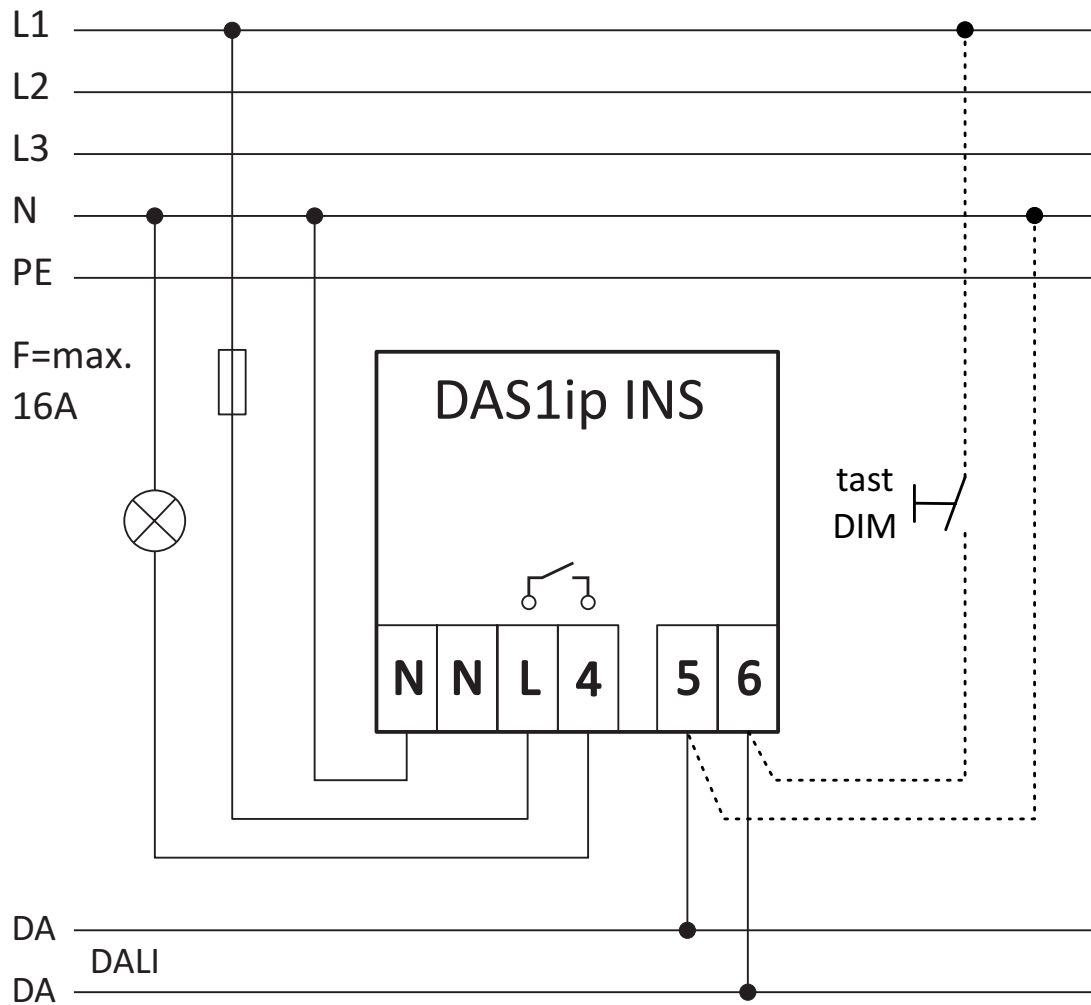 L1
L2
L3
N
PE
F=max.
16A
DAS1ip INS
tast
DIM
N N L 4 5 6
DA
DALI
DA